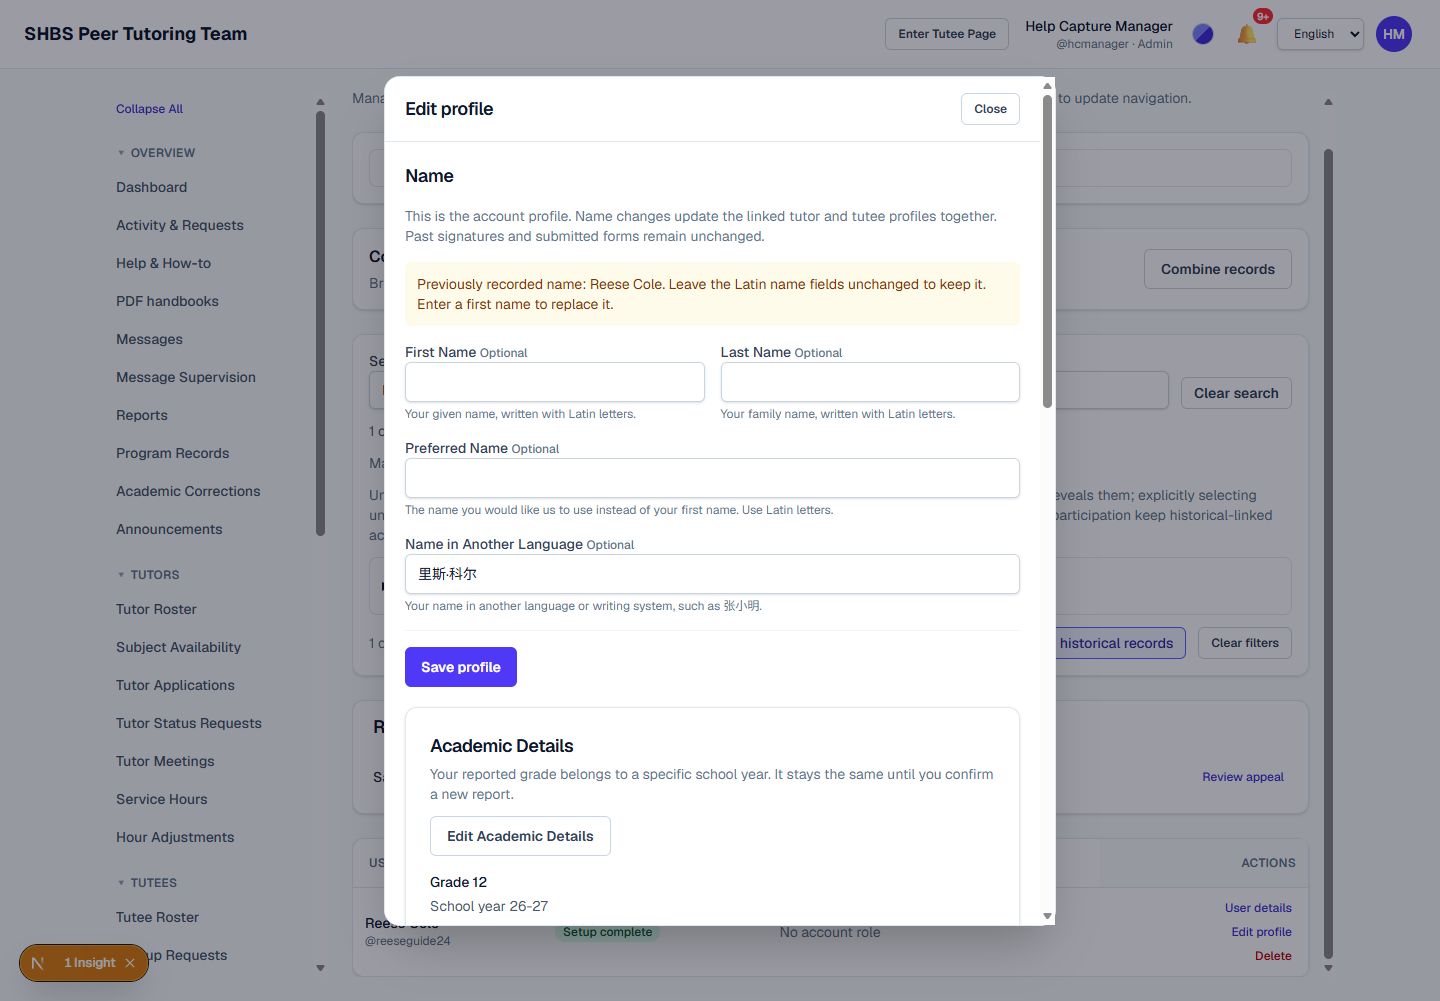 SHBS Peer Tutoring Team
Enter Tutee Page
Help Capture Manager
@hcmanager · Admin
9+
English
HM
Collapse All
OVERVIEW
Dashboard
Activity & Requests
Help & How-to
PDF handbooks
Messages
Message Supervision
Reports
Program Records
Academic Corrections
Announcements
TUTORS
Tutor Roster
Subject Availability
Tutor Applications
Tutor Status Requests
Tutor Meetings
Service Hours
Hour Adjustments
TUTEES
Tutee Roster
up Requests
N 1 Insight ×
to update navigation.
Combine records
Clear search
eveals them; explicitly selecting
articipation keep historical-linked
historical records
Clear filters
Review appeal
ACTIONS
Reese Cole
@reeseguide24
Setup complete
No account role
User details
Edit profile
Delete
Edit profile
Close
Name
This is the account profile. Name changes update the linked tutor and tutee profiles together.
Past signatures and submitted forms remain unchanged.
Previously recorded name: Reese Cole. Leave the Latin name fields unchanged to keep it.
Enter a first name to replace it.
First Name Optional
Last Name Optional
Your given name, written with Latin letters.
Your family name, written with Latin letters.
Preferred Name Optional
The name you would like us to use instead of your first name. Use Latin letters.
Name in Another Language Optional
里斯·科尔
Your name in another language or writing system, such as 张小明.
Save profile
Academic Details
Your reported grade belongs to a specific school year. It stays the same until you confirm
a new report.
Edit Academic Details
Grade 12
School year 26-27